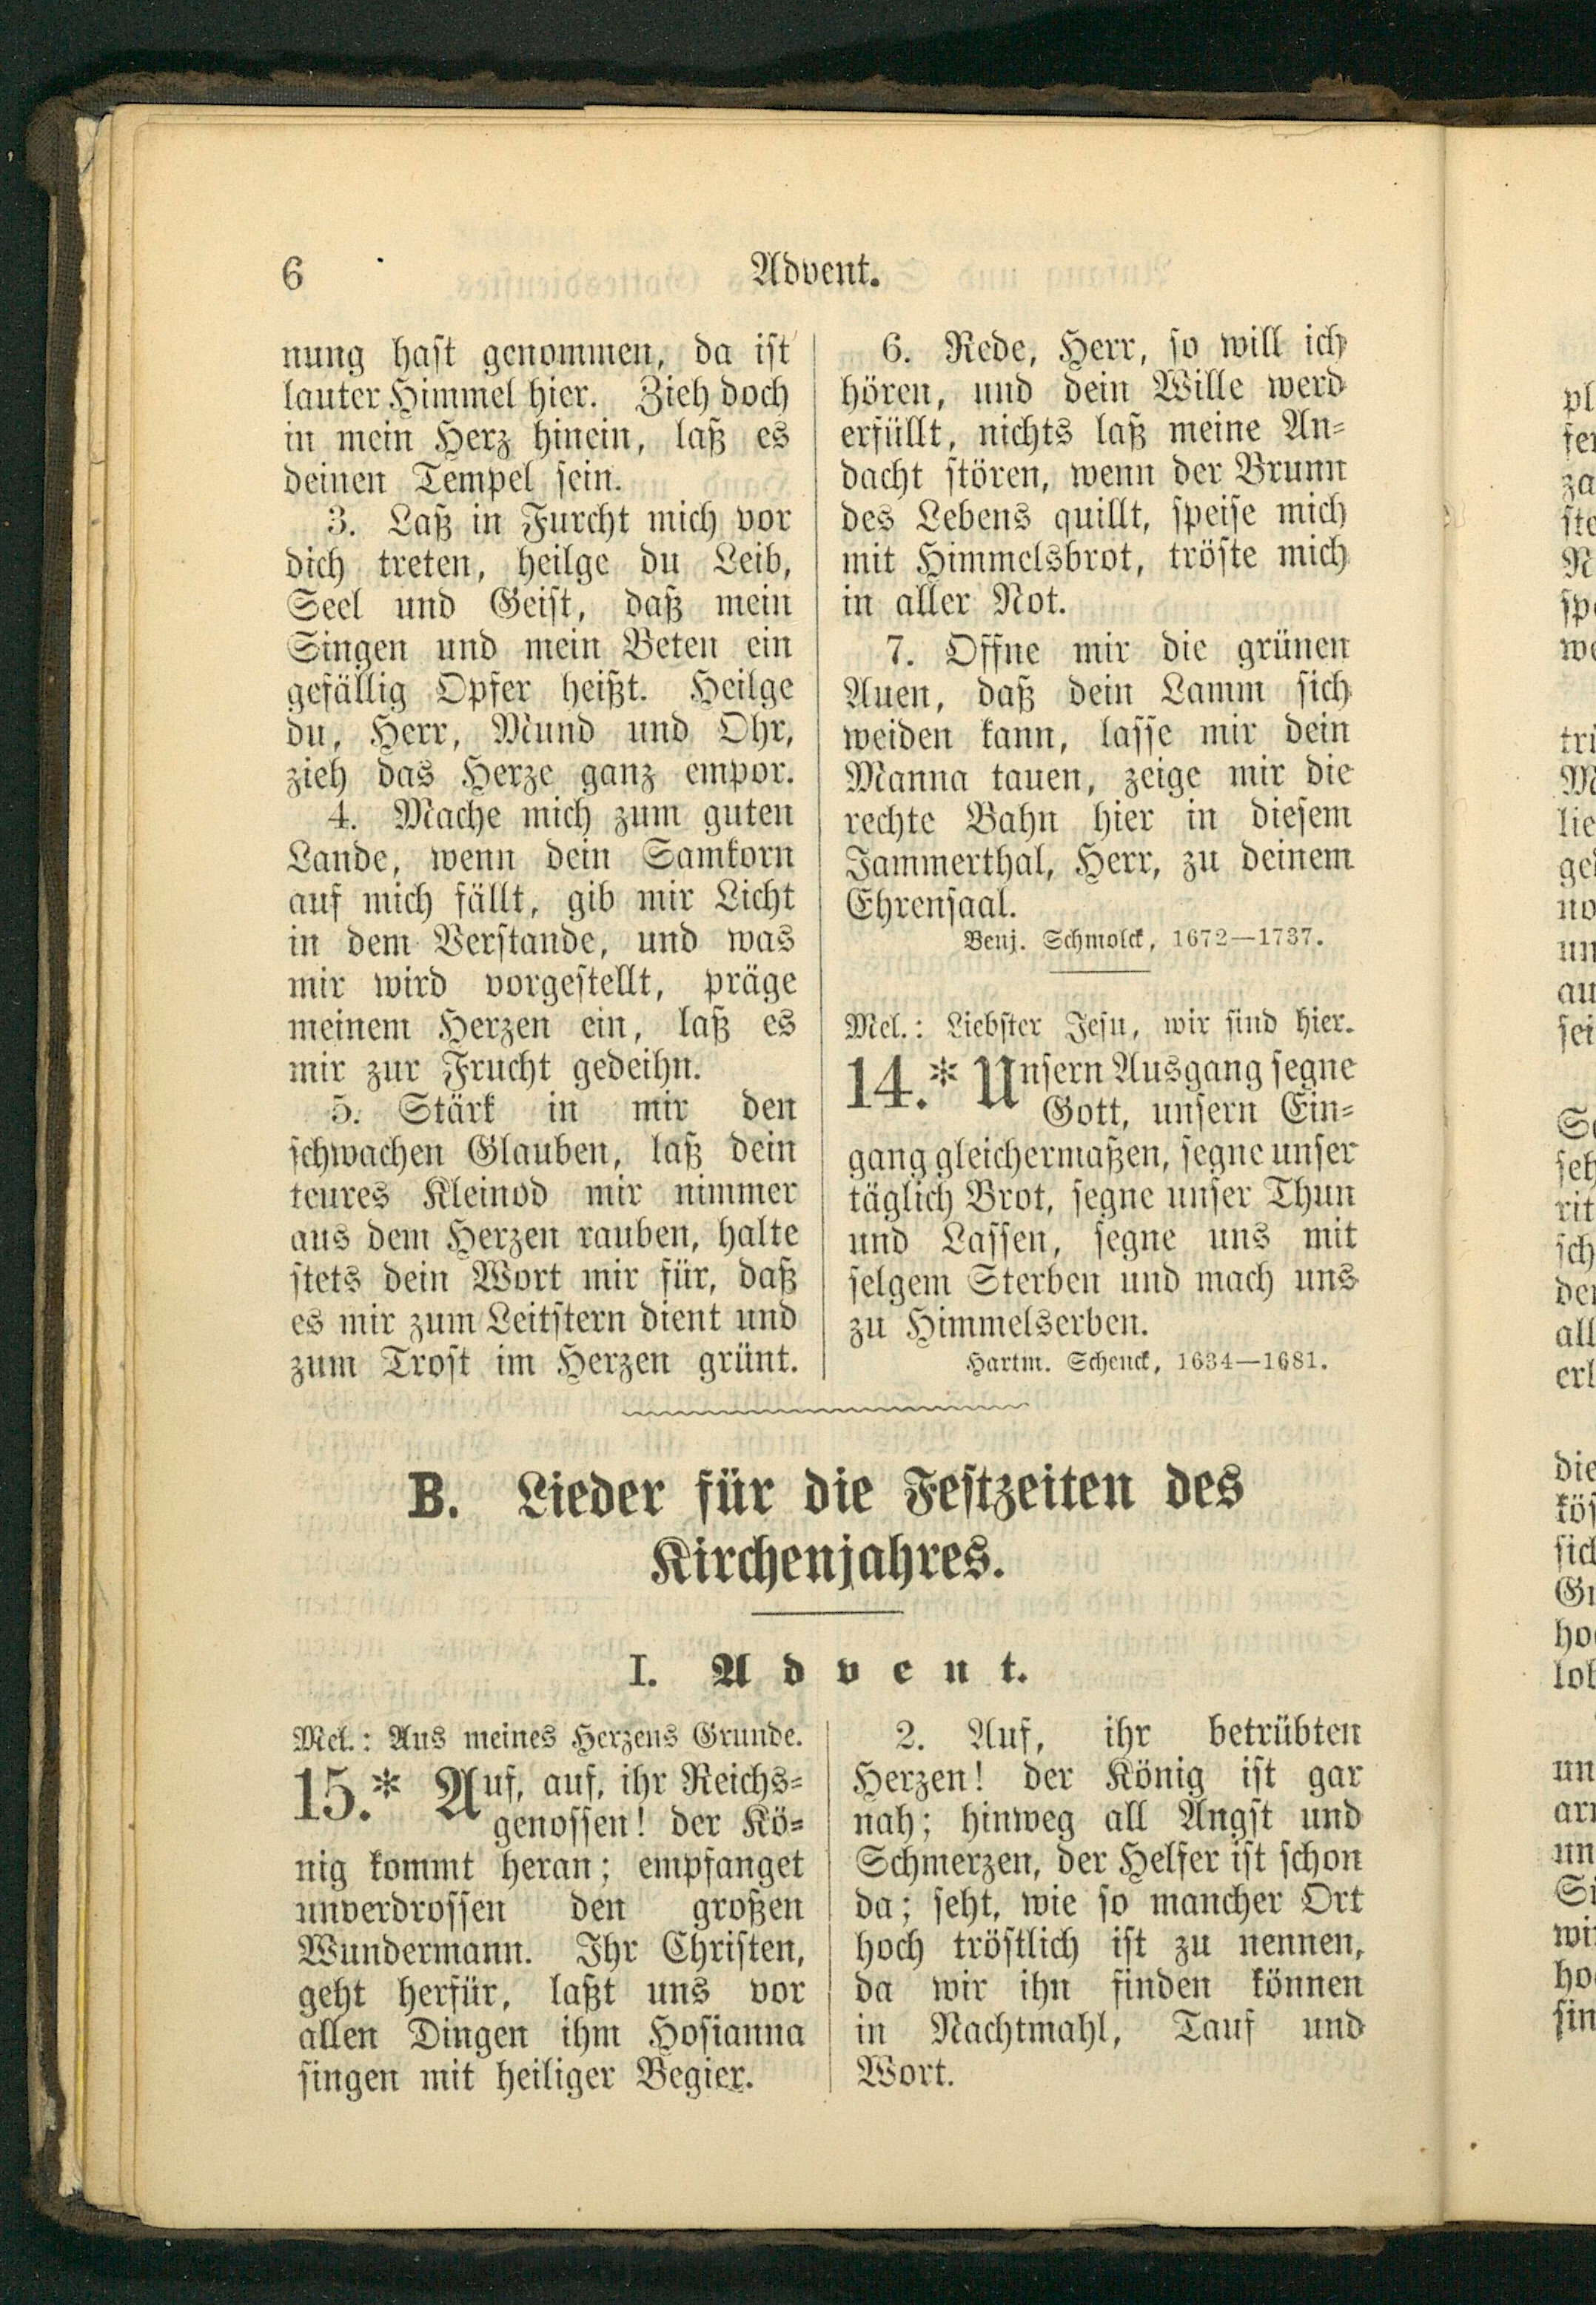 6
Advent.
nung hast genommen, da ist
lauter Himmel hier. Zieh doch
in mein Herz hinein, laß es
deinen Tempel sein.
3. Laß in Furcht mich vor
dich treten, heilge du Leib,
Seel und Geist, daß mein
Singen und mein Beten ein
gefällig Opfer heißt. Heilge
du, Herr, Mund und Ohr,
zieh das Herze ganz empor.
4. Mache mich zum guten
Lande, wenn dein Samkorn
auf mich fällt, gib mir Licht
in dem Verstande, und was
mir wird vorgestellt, präge
meinem Herzen ein, laß es
mir zur Frucht gedeihn.
5. Stärk in mir den
schwachen Glauben, laß dein
teures Kleinod mir nimmer
aus dem Herzen rauben, halte
stets dein Wort mir für, daß
es mir zum Leitstern dient und
zum Trost im Herzen grünt.
6. Rede, Herr, so will ich
hören, und dein Wille werd
erfüllt, nichts laß meine An-
dacht stören, wenn der Brunn
des Lebens quillt, speise mich
mit Himmelsbrot, tröste mich
in aller Not.
7. Öffne mir die grünen
Auen, daß dein Lamm sich
weiden kann, lasse mir dein
Manna tauen, zeige mir die
rechte Bahn hier in diesem
Jammerthal, Herr, zu deinem
Ehrensaal.
Benj. Schmolck, 1672—1737.
Mel.: Liebster Jesu, wir sind hier.
14.* Unsern Ausgang segne
Gott, unsern Ein-
gang gleichermaßen, segne unser
täglich Brot, segne unser Thun
und Lassen, segne uns mit
selgem Sterben und mach uns
zu Himmelserben.
Hartm. Schenck, 1634—1681.
B. Lieder für die Festzeiten des
Kirchenjahres.
I. Advent.
Mel.: Aus meines Herzens Grunde.
15.* Auf, auf, ihr Reichs-
genossen! der Kö-
nig kommt heran; empfanget
unverdrossen den großen
Wundermann. Ihr Christen,
geht herfür, laßt uns vor
allen Dingen ihm Hosianna
singen mit heiliger Begier.
2. Auf, ihr betrübten
Herzen! der König ist gar
nah; hinweg all Angst und
Schmerzen, der Helfer ist schon
da; seht, wie so mancher Ort
hoch tröstlich ist zu nennen,
da wir ihn finden können
in Nachtmahl, Tauf und
Wort.